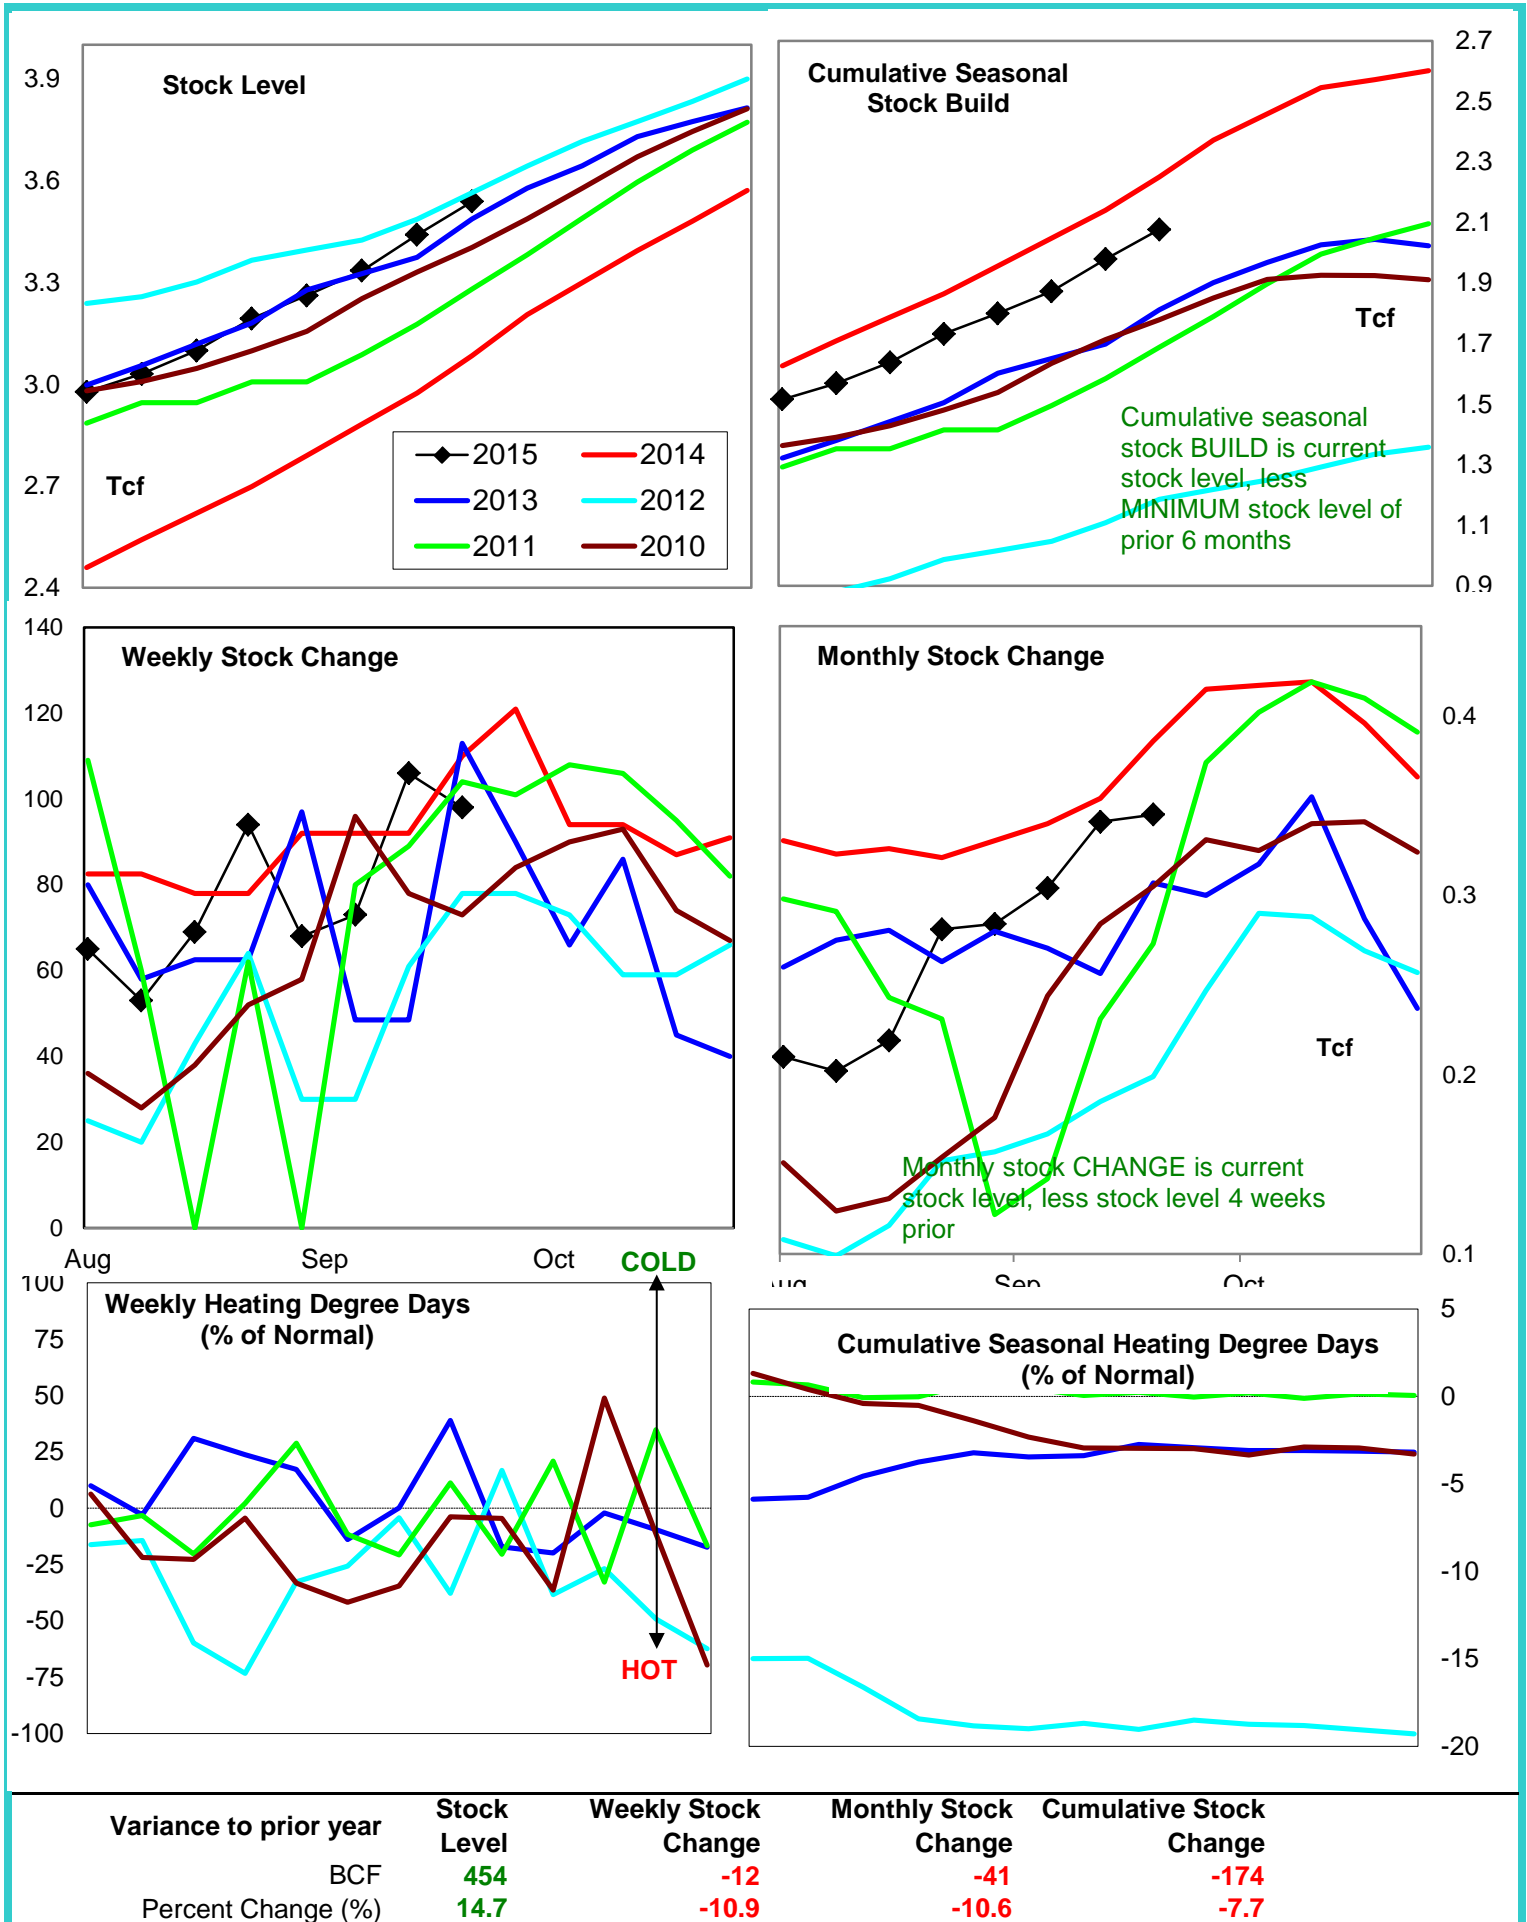 Stock Level
3.9
3.6
3.3
3.0
2.7
2.4
Tcf
2015
2014
2013
2012
2011
2010
Cumulative Seasonal
Stock Build
2.7
2.5
2.3
2.1
1.9
1.7
1.5
1.3
1.1
0.9
Tcf
Cumulative seasonal
stock BUILD is current
stock level, less
MINIMUM stock level of
prior 6 months
Weekly Stock Change
140
120
100
80
60
40
20
0
Aug Sep Oct
Monthly Stock Change
0.4
0.3
0.2
0.1
Tcf
Monthly stock CHANGE is current
stock level, less stock level 4 weeks
prior
Aug Sep Oct
COLD
Weekly Heating Degree Days
(% of Normal)
100
75
50
25
0
-25
-50
-75
-100
HOT
Cumulative Seasonal Heating Degree Days
(% of Normal)
5
0
-5
-10
-15
-20
Variance to prior year
Stock
Level
Weekly Stock
Change
Monthly Stock
Change
Cumulative Stock
Change
BCF 454 -12 -41 -174
Percent Change (%) 14.7 -10.9 -10.6 -7.7